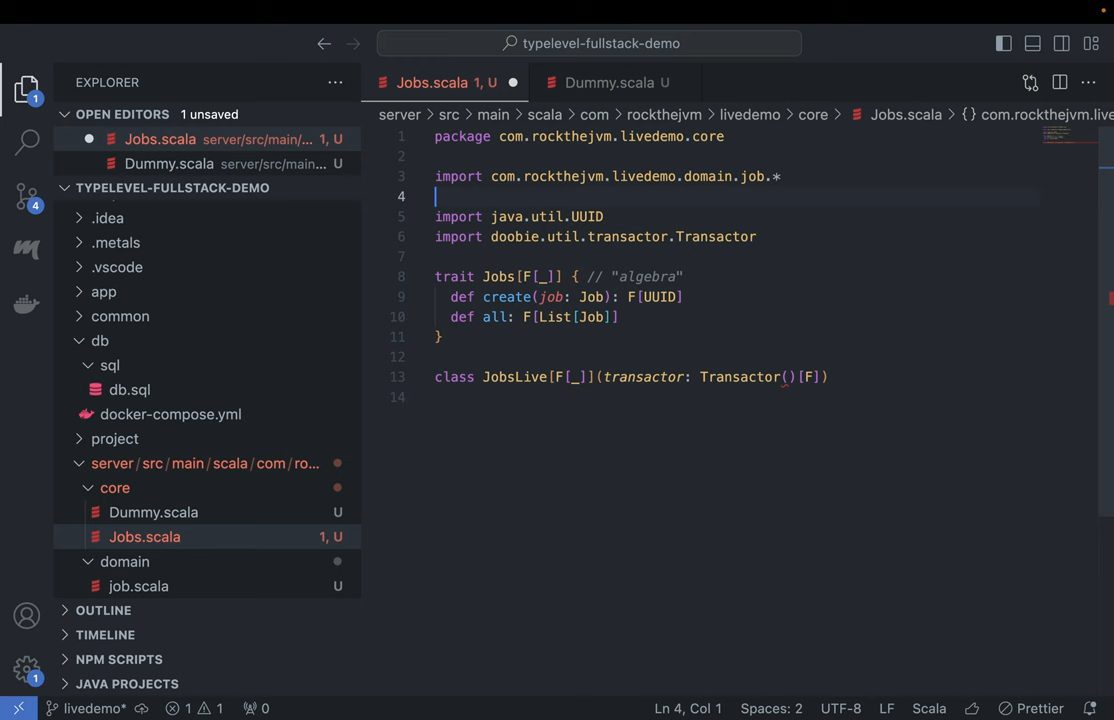 typelevel-fullstack-demo
EXPLORER
Jobs.scala 1, U
Dummy.scala U
OPEN EDITORS 1 unsaved
server > src > main > scala > com > rockthejvm > livedemo > core > Jobs.scala > {} com.rockthejvm.live
Jobs.scala server/src/main/... 1, U
Dummy.scala server/src/main... U
TYPELEVEL-FULLSTACK-DEMO
.idea
.metals
.vscode
app
common
db
sql
db.sql
docker-compose.yml
project
server/src/main/scala/com/ro...
core
Dummy.scala U
Jobs.scala 1, U
domain
job.scala U
OUTLINE
TIMELINE
NPM SCRIPTS
JAVA PROJECTS
1
4
1
1 package com.rockthejvm.livedemo.core
2
3 import com.rockthejvm.livedemo.domain.job.*
4
5 import java.util.UUID
6 import doobie.util.transactor.Transactor
7
8 trait Jobs[F[_]] { // "algebra"
9 def create(job: Job): F[UUID]
10 def all: F[List[Job]]
11 }
12
13 class JobsLive[F[_]](transactor: Transactor()[F])
14
livedemo* 1 1 0 Ln 4, Col 1 Spaces: 2 UTF-8 LF Scala Prettier